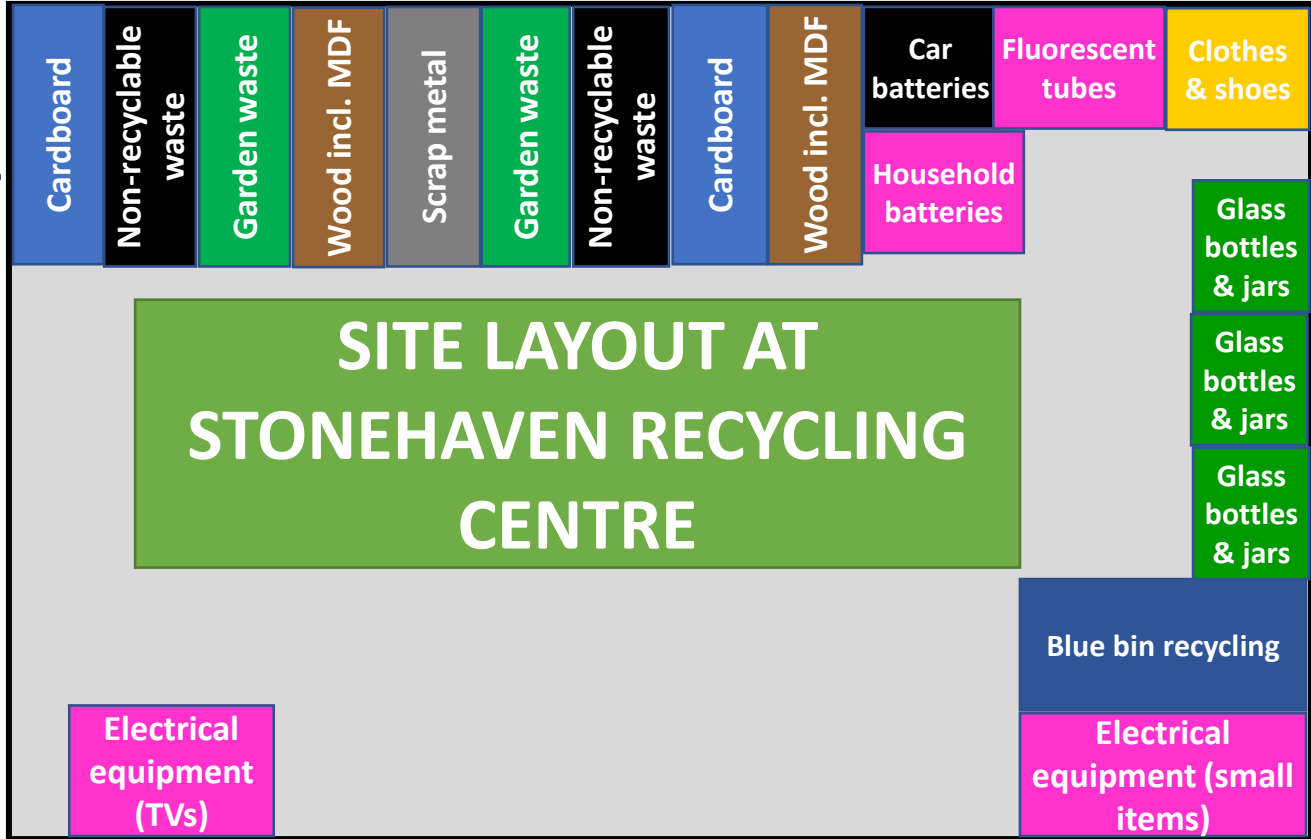 Cardboard
Non-recyclable
waste
Garden waste
Wood incl. MDF
Scrap metal
Garden waste
Non-recyclable
waste
Cardboard
Wood incl. MDF
Car
batteries
Fluorescent
tubes
Clothes
& shoes
Household
batteries
Glass
bottles
& jars
Glass
bottles
& jars
Glass
bottles
& jars
SITE LAYOUT AT
STONEHAVEN RECYCLING
CENTRE
Blue bin recycling
Electrical
equipment
(TVs)
Electrical
equipment (small
items)